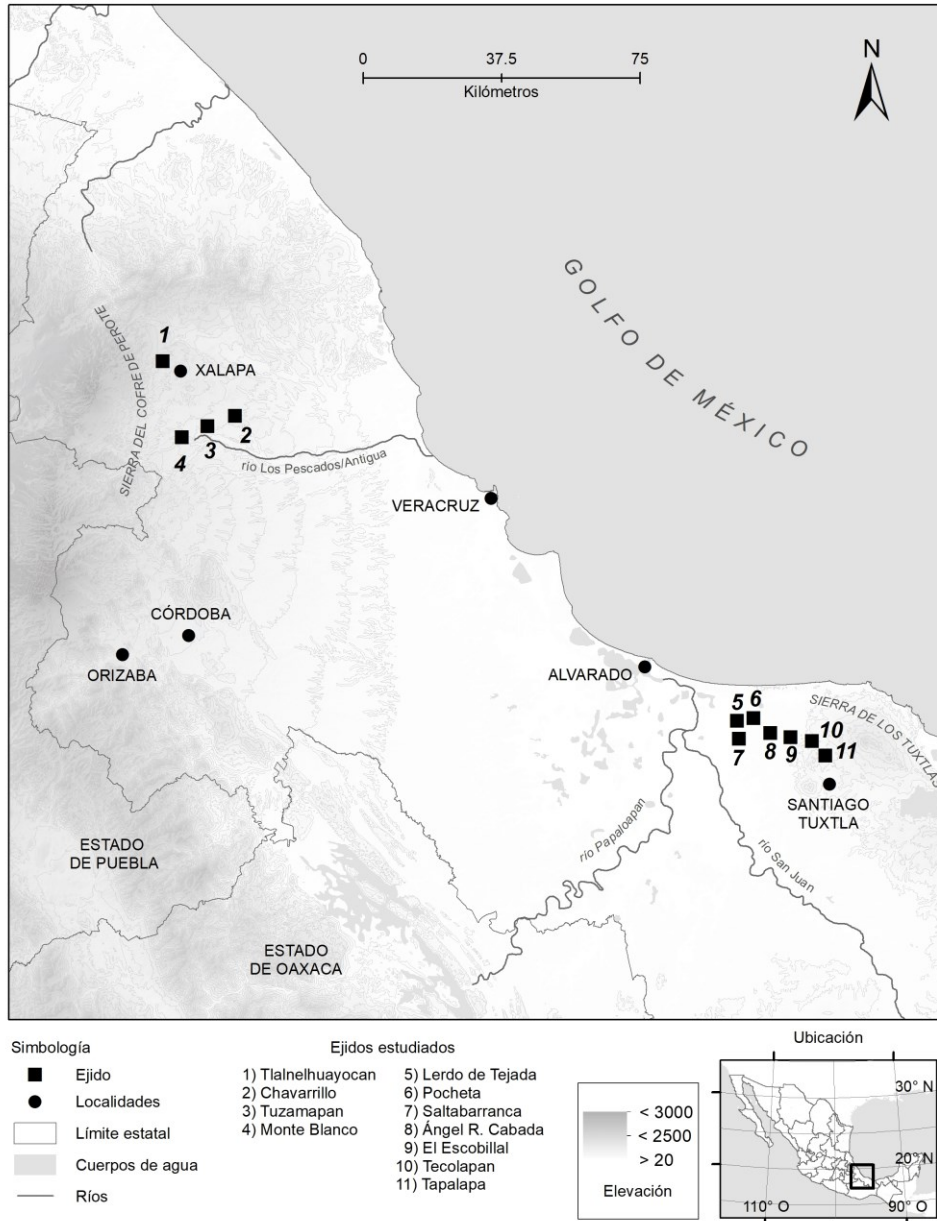 0 37.5 75
Kilómetros
N
GOLFO DE MÉXICO
SIERRA DEL COFRE DE PEROTE
1
XALAPA
2
3
4
río Los Pescados/Antigua
VERACRUZ
CÓRDOBA
ORIZABA
ALVARADO
5 6
7 8 9
10
11
SIERRA DE LOS TUXTLAS
SANTIAGO
TUXTLA
río Papaloapan
río San Juan
ESTADO
DE PUEBLA
ESTADO
DE OAXACA
Simbología
Ejido
Localidades
Límite estatal
Cuerpos de agua
Ríos
Ejidos estudiados
1) Tlalnelhuayocan
2) Chavarrillo
3) Tuzamapan
4) Monte Blanco
5) Lerdo de Tejada
6) Pocheta
7) Saltabarranca
8) Ángel R. Cabada
9) El Escobillal
10) Tecolapan
11) Tapalapa
< 3000
< 2500
> 20
Elevación
Ubicación
30° N
20° N
110° O
90° O